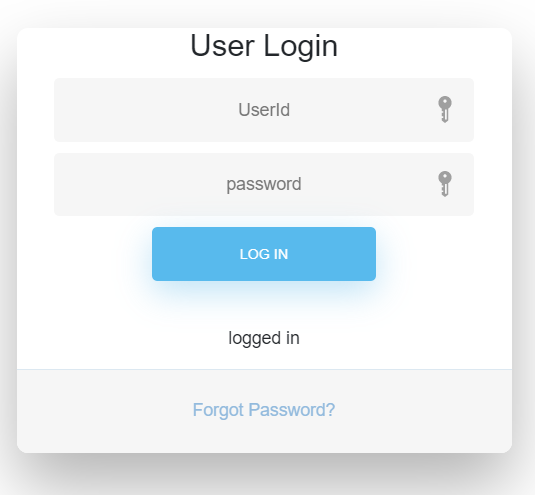 User Login
UserId
password
LOG IN
logged in
Forgot Password?